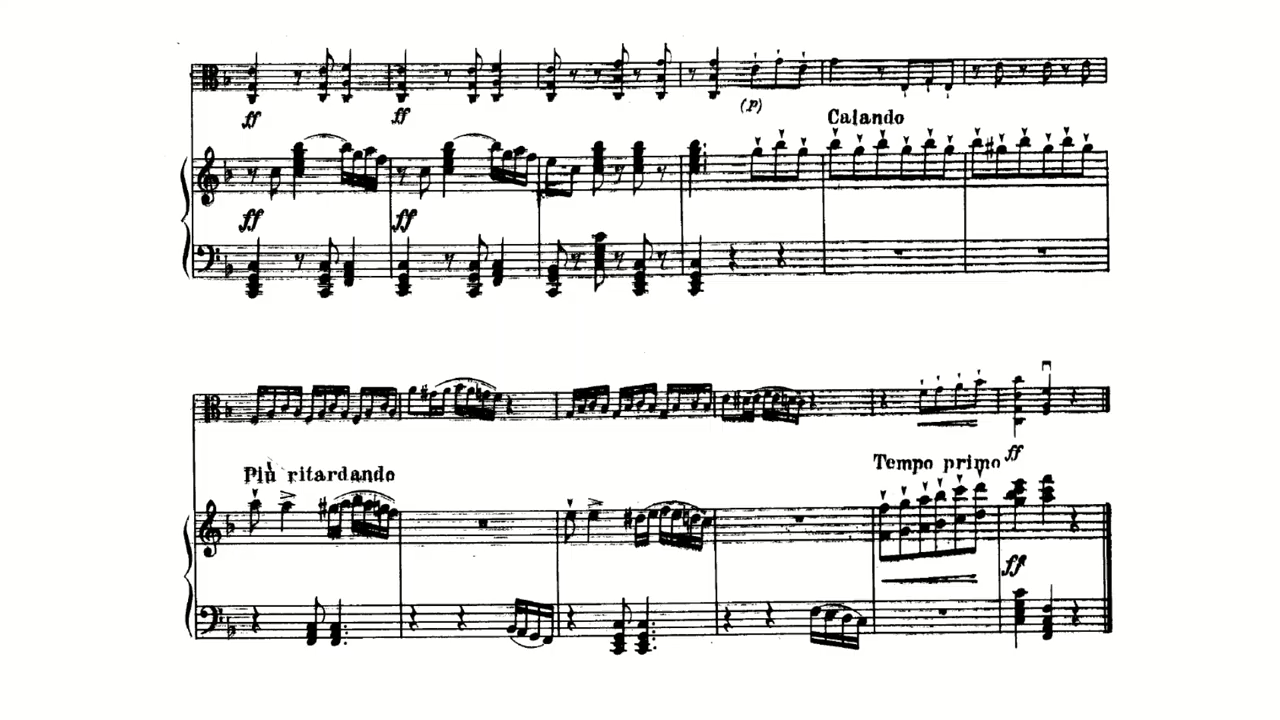 ff ff
(p)
Calando
ff ff
ff
Più ritardando
Tempo primo
ff